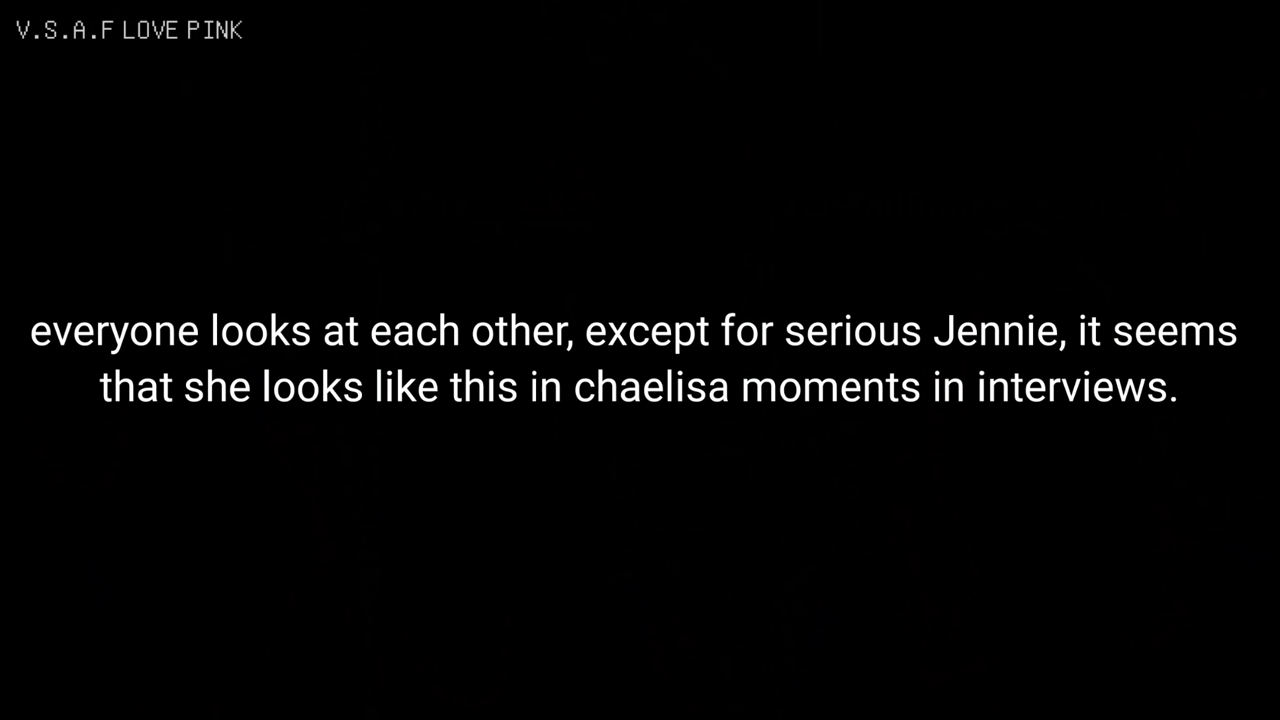 V.S.A.F LOVE PINK
everyone looks at each other, except for serious Jennie, it seems
that she looks like this in chaelisa moments in interviews.